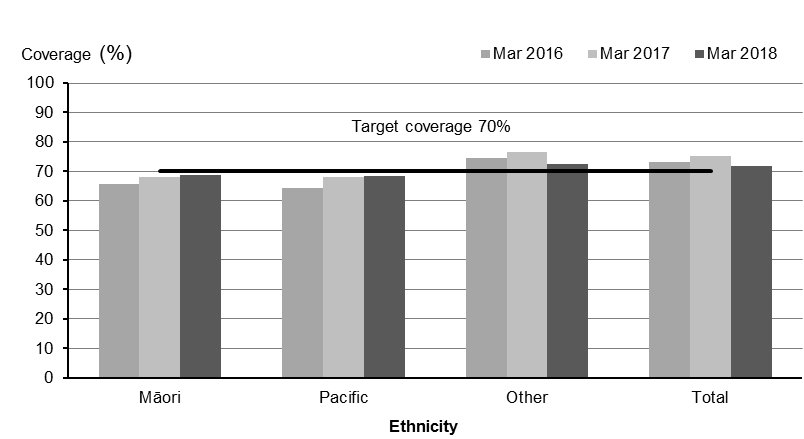 Coverage (%)
Mar 2016 Mar 2017 Mar 2018
100
90
80
70
60
50
40
30
20
10
0
Target coverage 70%
Māori Pacific Other Total
Ethnicity